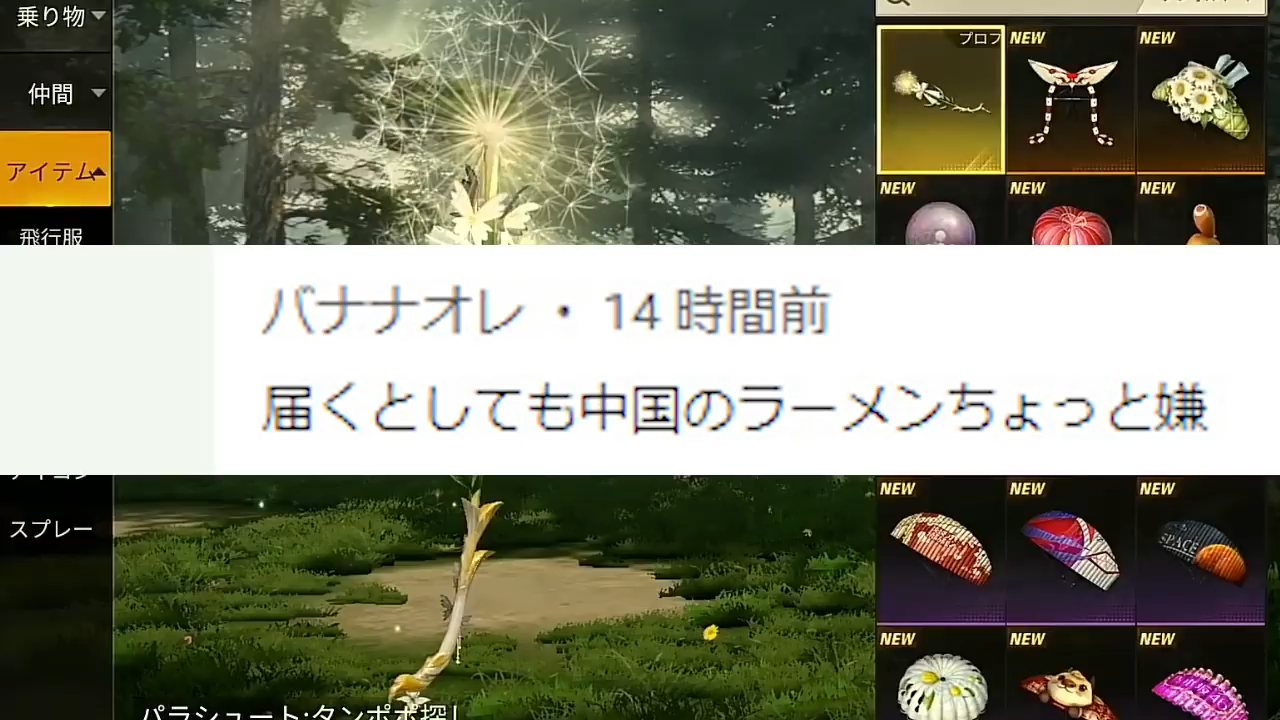 乗り物
仲間
アイテム
飛行服
プロフ
NEW
NEW
NEW
NEW
NEW
バナナオレ・14 時間前
届くとしても中国のラーメンちょっと嫌
スプレー
NEW
NEW
NEW
SPACE
NEW
NEW
NEW
パラシュート:タンポポ探し